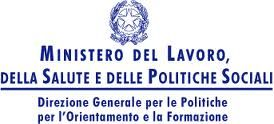 MINISTERO DEL LAVORO,
DELLA SALUTE E DELLE POLITICHE SOCIALI
Direzione Generale per le Politiche
per l'Orientamento e la Formazione